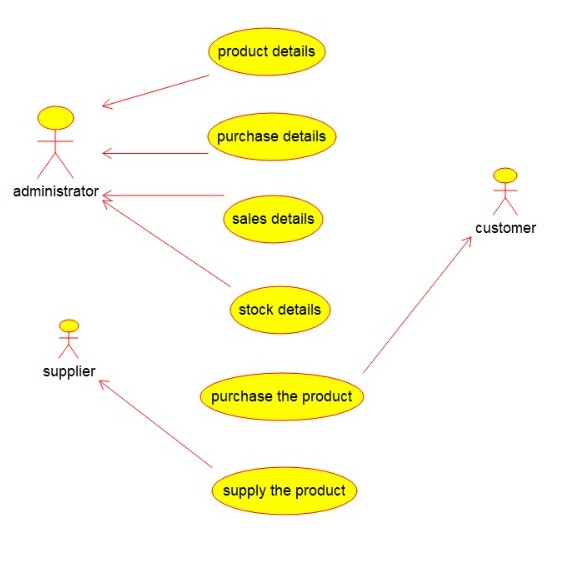 product details
purchase details
administrator
sales details
customer
stock details
supplier
purchase the product
supply the product